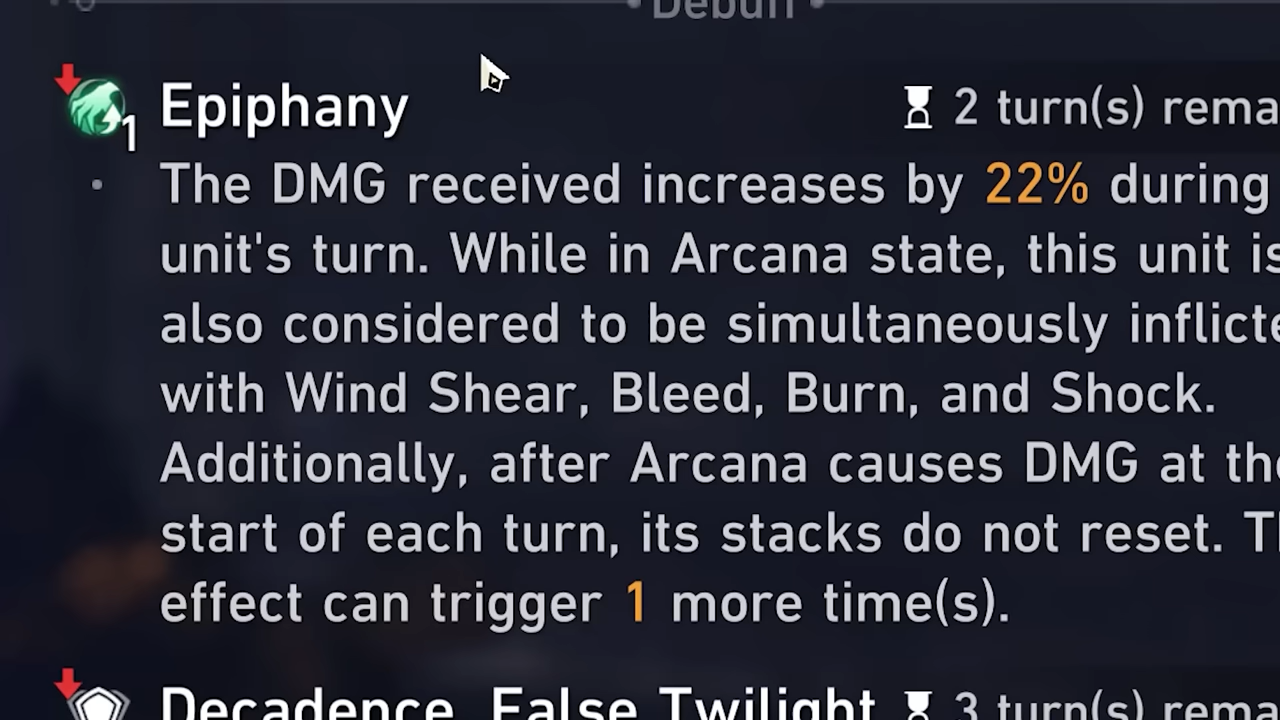 • Debuff •
Epiphany
2 turn(s) rema
1
The DMG received increases by 22% during
unit's turn. While in Arcana state, this unit is
also considered to be simultaneously inflicte
with Wind Shear, Bleed, Burn, and Shock.
Additionally, after Arcana causes DMG at the
start of each turn, its stacks do not reset. Th
effect can trigger 1 more time(s).
Decadence, False Twilight
3 turn(s) rema